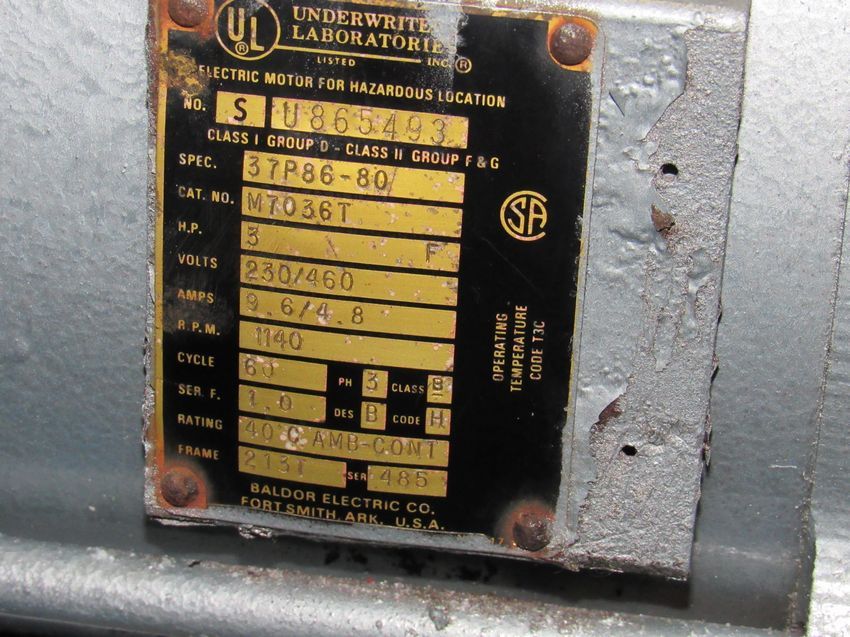 UL
®
UNDERWRITE
LABORATORIE
LISTED INC. ®
ELECTRIC MOTOR FOR HAZARDOUS LOCATION
NO. S U865493
CLASS I GROUP D - CLASS II GROUP F & G
SPEC. 37P86-80
CAT. NO. M7036T
H.P. 3 F
VOLTS 230/460
AMPS 9.6/4.8
R.P.M. 1140
CYCLE 60 PH 3 CLASS B
SER. F. 1.0 DES B CODE H
RATING 40°C AMB-CONT
FRAME 213T SER 485
BALDOR ELECTRIC CO.
FORT SMITH, ARK. U.S.A.
SA
OPERATING
TEMPERATURE
CODE T3C